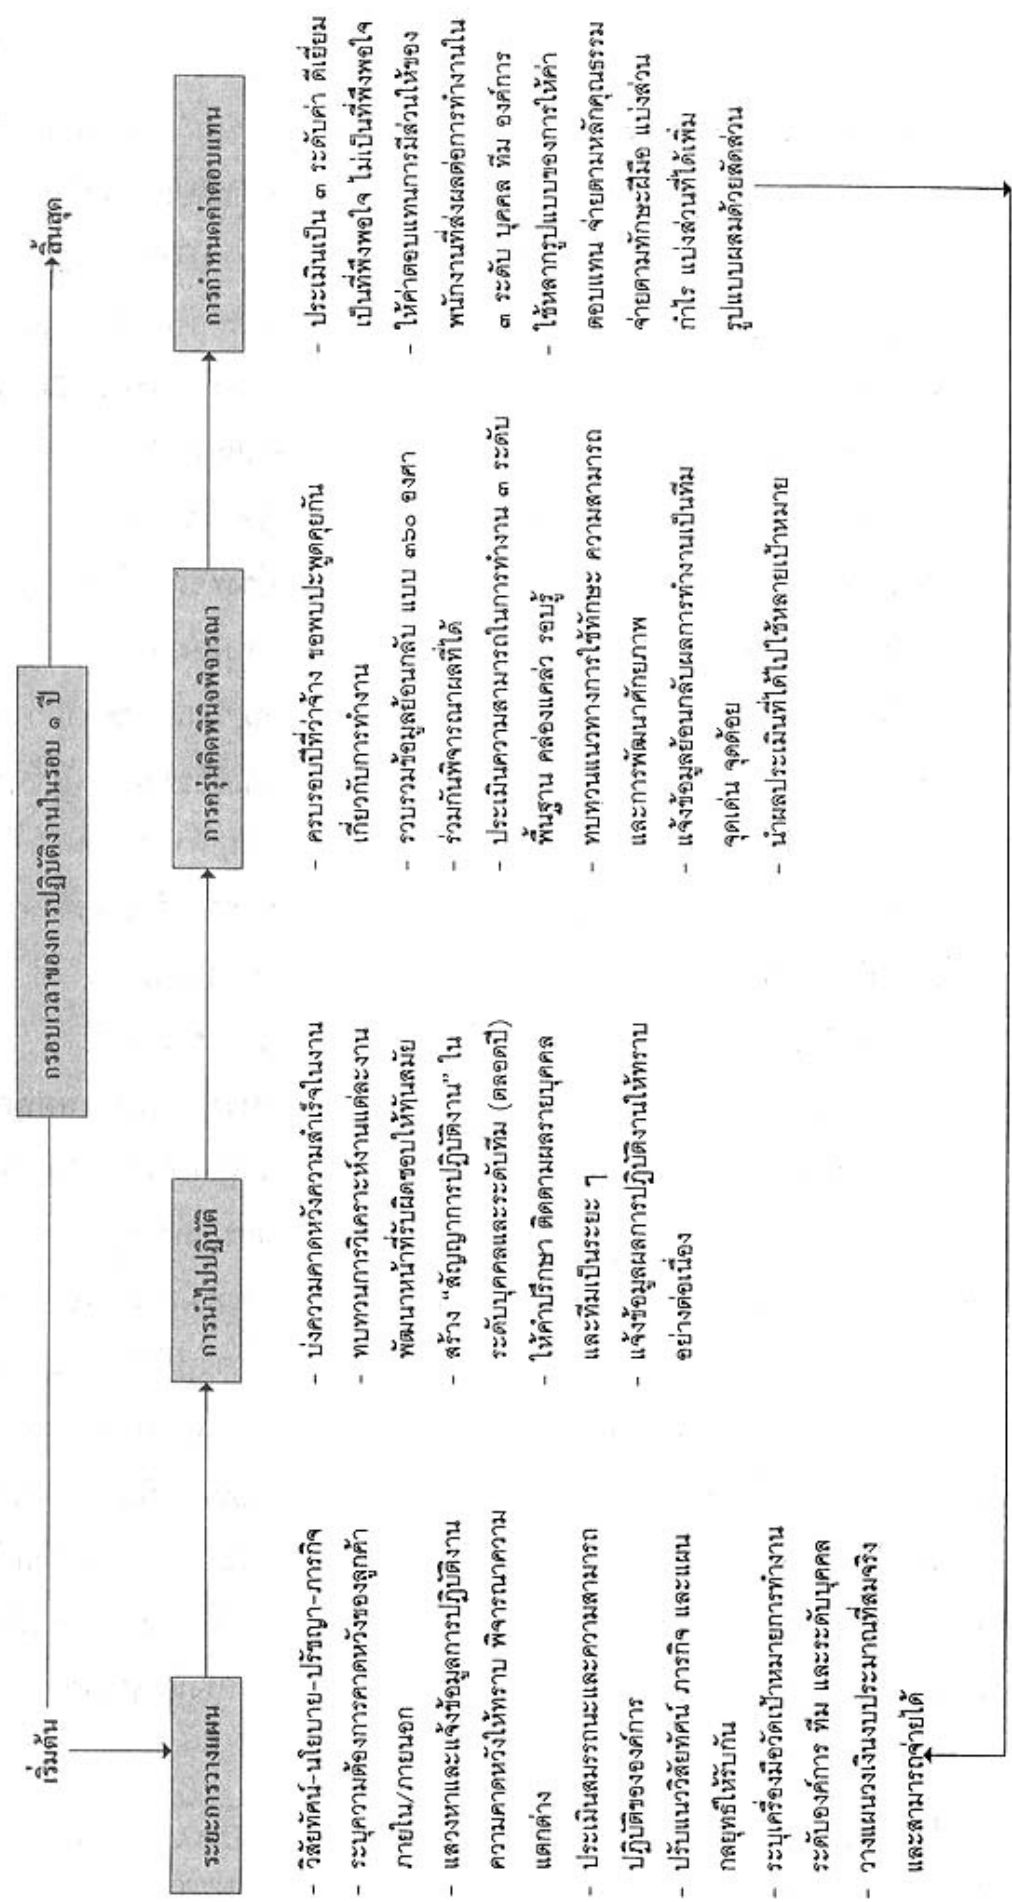 กรอบเวลาของการปฏิบัติงานในรอบ ๑ ปี
เริ่มต้น
สิ้นสุด
ระยะการวางแผน
- วิสัยทัศน์-นโยบาย-ปรัชญา-ภารกิจ
- ระบุความต้องการคาดหวังของลูกค้า
ภายใน/ภายนอก
- แสวงหาและแจ้งข้อมูลการปฏิบัติงาน
ความคาดหวังให้ทราบ พิจารณาความ
แตกต่าง
- ประเมินสมรรถนะและความสามารถ
ปฏิบัติขององค์การ
- ปรับแนววิสัยทัศน์ ภารกิจ และแผน
กลยุทธ์ให้รับกัน
- ระบุเครื่องมือวัดเป้าหมายการทำงาน
ระดับองค์การ ทีม และระดับบุคคล
- วางแผนวงเงินงบประมาณที่สมจริง
และสามารถจ่ายได้
การนำไปปฏิบัติ
- บ่งความคาดหวังความสำเร็จในงาน
- ทบทวนการวิเคราะห์งานแต่ละงาน
พัฒนาหน้าที่รับผิดชอบให้ทันสมัย
- สร้าง “สัญญาการปฏิบัติงาน” ใน
ระดับบุคคลและระดับทีม (ตลอดปี)
- ให้คำปรึกษา ติดตามผลรายบุคคล
และทีมเป็นระยะ ๆ
- แจ้งข้อมูลผลการปฏิบัติงานให้ทราบ
อย่างต่อเนื่อง
การครุ่นคิดพินิจพิจารณา
- ครบรอบปีที่ว่าจ้าง ขอพบปะพูดคุยกัน
เกี่ยวกับการทำงาน
- รวบรวมข้อมูลย้อนกลับ แบบ ๓๖๐ องศา
- ร่วมกันพิจารณาผลที่ได้
- ประเมินความสามารถในการทำงาน ๓ ระดับ
พื้นฐาน คล่องแคล่ว รอบรู้
- ทบทวนแนวทางการใช้ทักษะ ความสามารถ
และการพัฒนาศักยภาพ
- แจ้งข้อมูลย้อนกลับผลการทำงานเป็นทีม
จุดเด่น จุดด้อย
- นำผลประเมินที่ได้ไปใช้หลายเป้าหมาย
การกำหนดค่าตอบแทน
- ประเมินเป็น ๓ ระดับค่า ดีเยี่ยม
เป็นที่พึงพอใจ ไม่เป็นที่พึงพอใจ
- ให้ค่าตอบแทนการมีส่วนให้ของ
พนักงานที่ส่งผลต่อการทำงานใน
๓ ระดับ บุคคล ทีม องค์การ
- ใช้หลากรูปแบบของการให้ค่า
ตอบแทน จ่ายตามหลักคุณธรรม
จ่ายตามทักษะฝีมือ แบ่งส่วน
กำไร แบ่งส่วนที่ได้เพิ่ม
รูปแบบผสมด้วยสัดส่วน